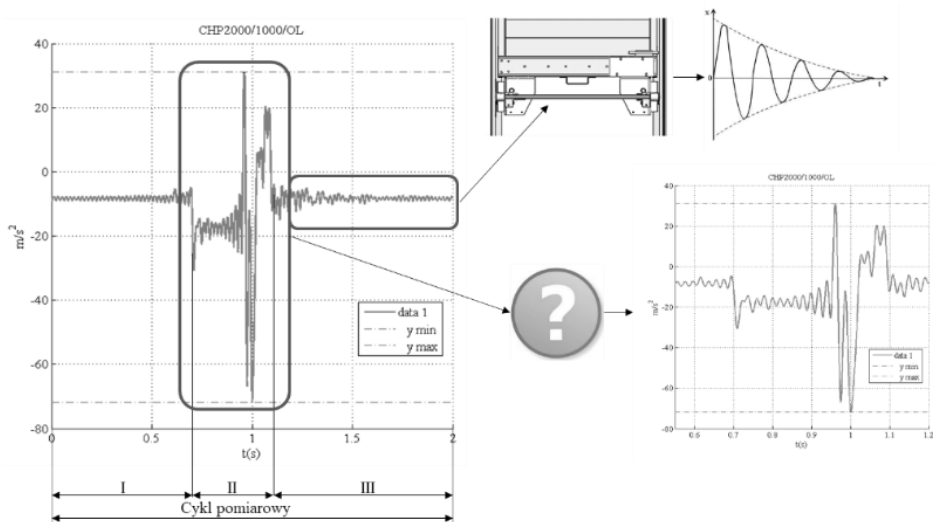 CHP2000/1000/OL
40
20
0
-20
-40
-60
-80
m/s²
data 1
y min
y max
0
0.5
1
1.5
2
t(s)
I
II
III
Cykl pomiarowy
x
0
t
?
CHP2000/1000/OL
40
20
0
-20
-40
-60
-80
m/s²
data 1
y min
y max
0.6
0.7
0.8
0.9
1
1.1
1.2
t(s)